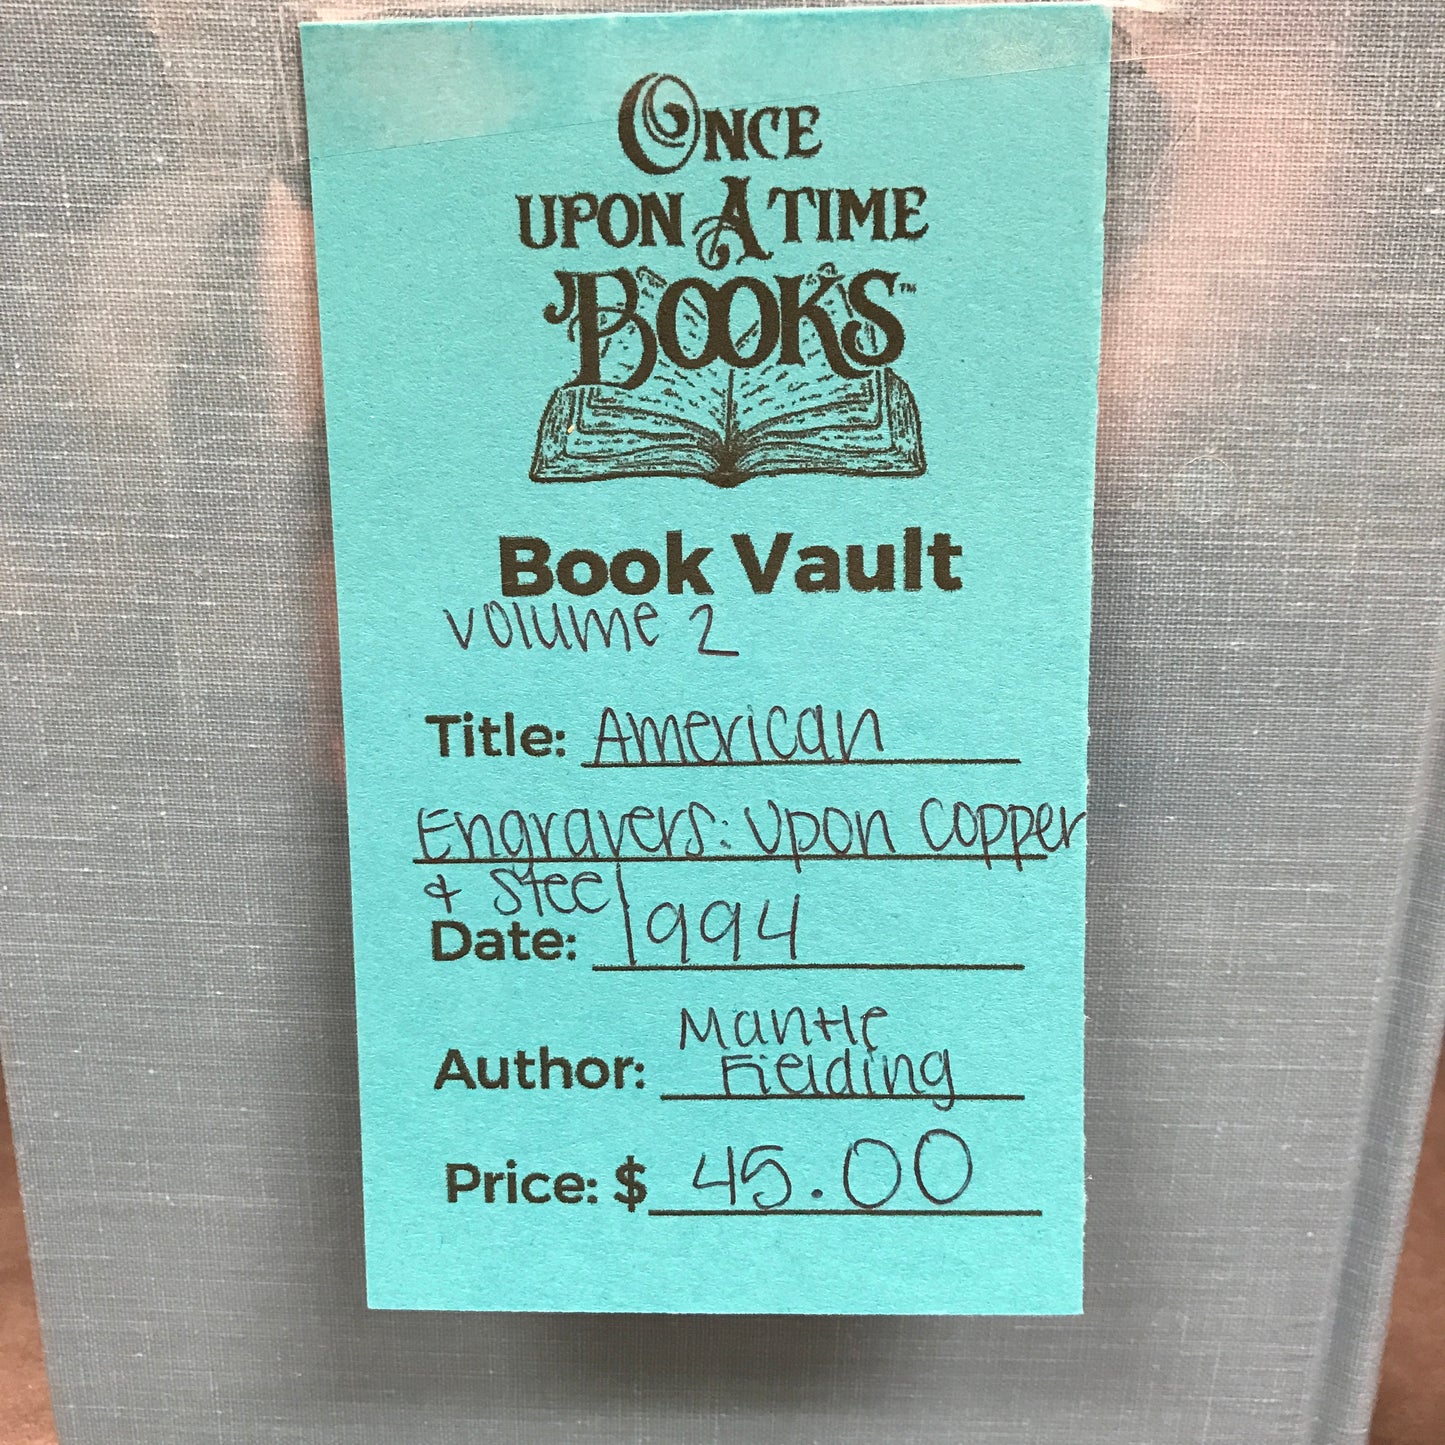 ONCE
UPON A TIME
BOOKS™
Book Vault
Volume 2
Title: American
Engravers: Upon Copper
& Steel
Date: 1994
Mantle
Author: Fielding
Price: $ 45.00